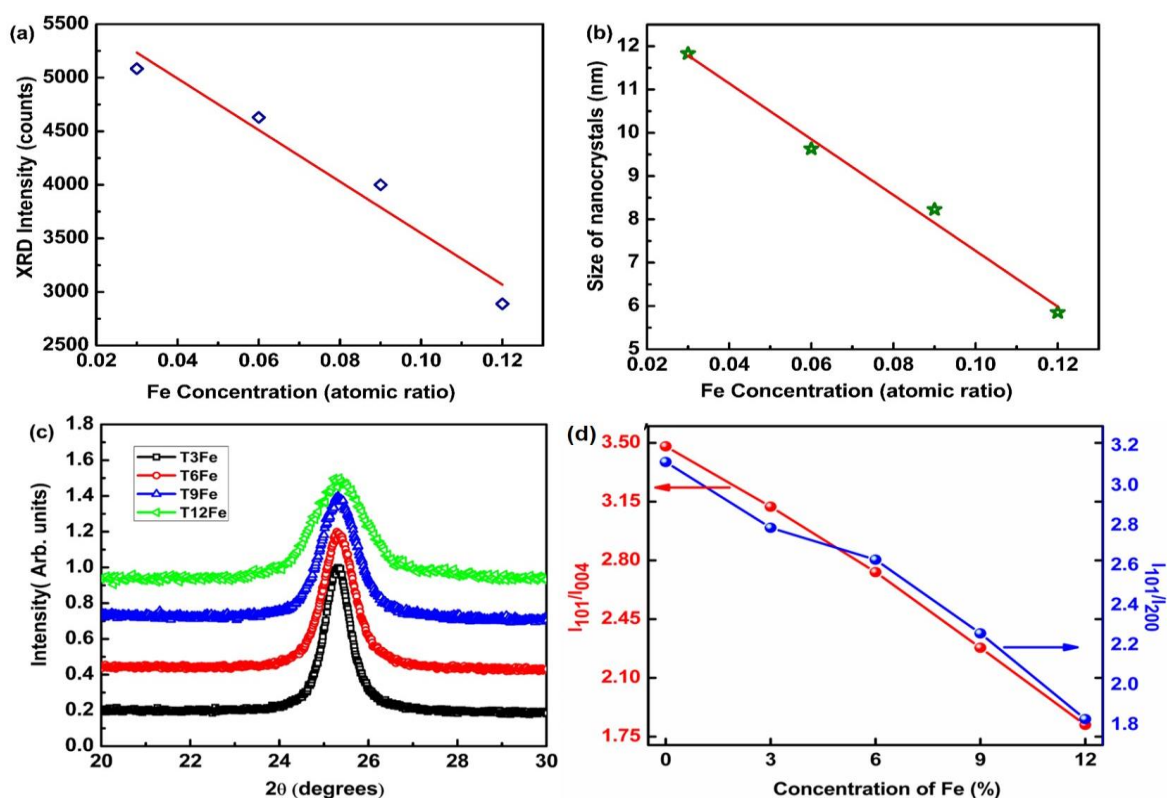 (a)
5500
5000
4500
4000
3500
3000
2500
XRD Intensity (counts)
0.02 0.04 0.06 0.08 0.10 0.12
Fe Concentration (atomic ratio)
(b)
12
11
10
9
8
7
6
5
Size of nanocrystals (nm)
0.02 0.04 0.06 0.08 0.10 0.12
Fe Concentration (atomic ratio)
(c)
1.8
1.6
1.4
1.2
1.0
0.8
0.6
0.4
0.2
0.0
Intensity( Arb. units)
T3Fe
T6Fe
T9Fe
T12Fe
20 22 24 26 28 30
2θ (degrees)
(d)
3.50
3.15
2.80
2.45
2.10
1.75
I101/I004
3.2
3.0
2.8
2.6
2.4
2.2
2.0
1.8
I101/I200
0 3 6 9 12
Concentration of Fe (%)